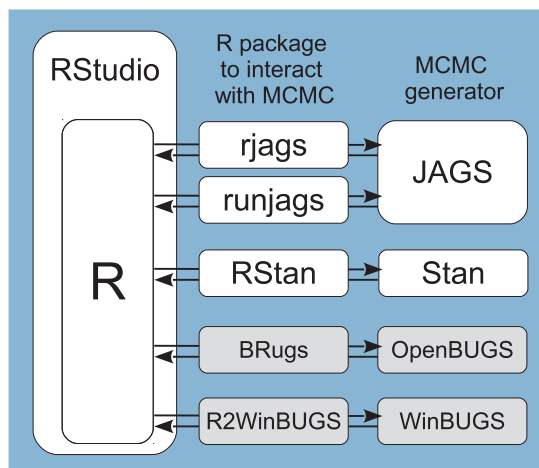 RStudio
R package
to interact
with MCMC
MCMC
generator
rjags
JAGS
runjags
R
RStan
Stan
BRugs
OpenBUGS
R2WinBUGS
WinBUGS